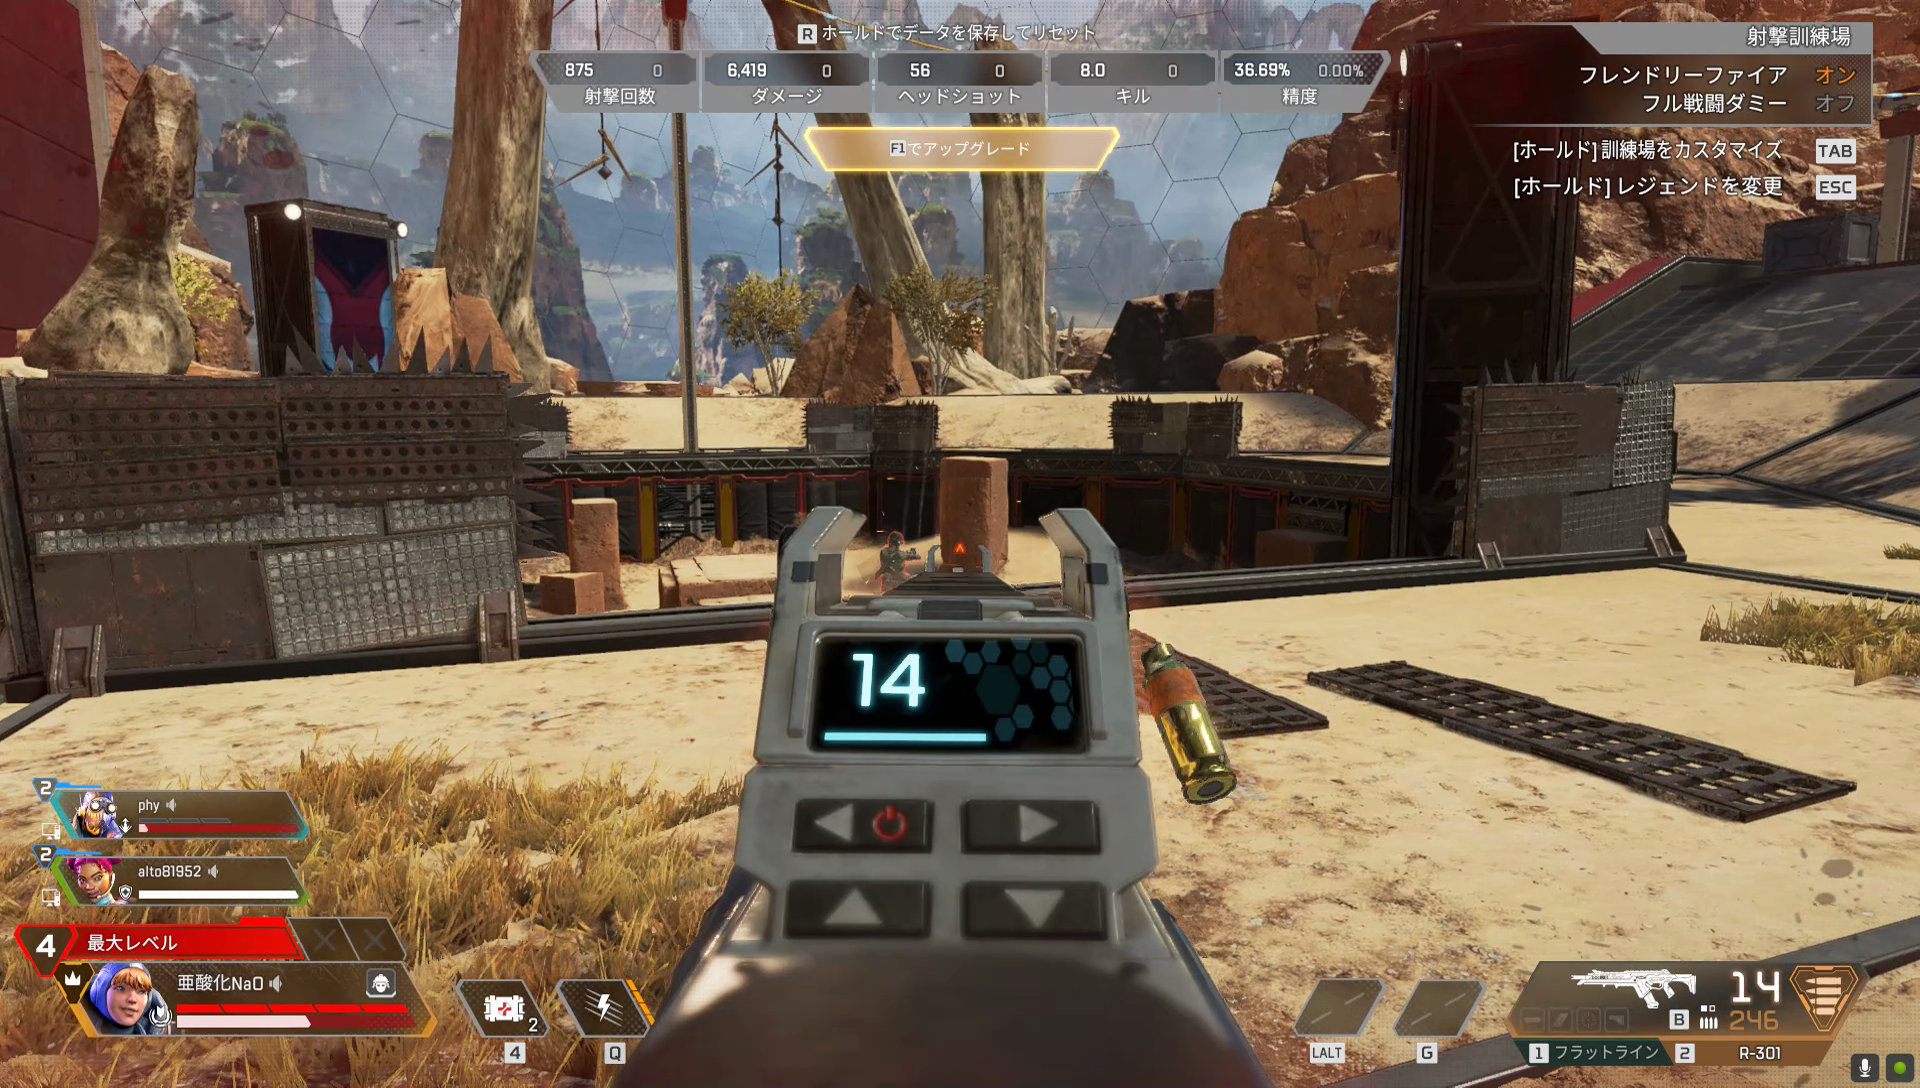 R ホールドでデータを保存してリセット
875 0 6,419 0 56 0 8.0 0 36.69% 0.00%
射撃回数 ダメージ ヘッドショット キル 精度
F1でアップグレード
射撃訓練場
フレンドリーファイア オン
フル戦闘ダミー オフ
[ホールド]訓練場をカスタマイズ TAB
[ホールド]レジェンドを変更 ESC
14
2
phy
2
alto81952
4 最大レベル
亜酸化NaO
2
4 Q
LALT G
14
B 246
1 フラットライン 2 R-301